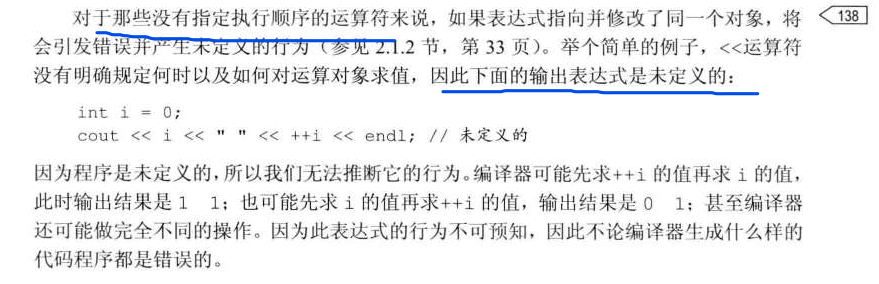 对于那些没有指定执行顺序的运算符来说，如果表达式指向并修改了同一个对象，将
138
会引发错误并产生未定义的行为（参见 2.1.2 节，第 33 页）。举个简单的例子，<<运算符
没有明确规定何时以及如何对运算对象求值，因此下面的输出表达式是未定义的：
int i = 0;
cout << i << " " << ++i << endl; // 未定义的
因为程序是未定义的，所以我们无法推断它的行为。编译器可能先求++i 的值再求 i 的值，
此时输出结果是 1 1；也可能先求 i 的值再求++i 的值，输出结果是 0 1；甚至编译器
还可能做完全不同的操作。因为此表达式的行为不可预知，因此不论编译器生成什么样的
代码程序都是错误的。